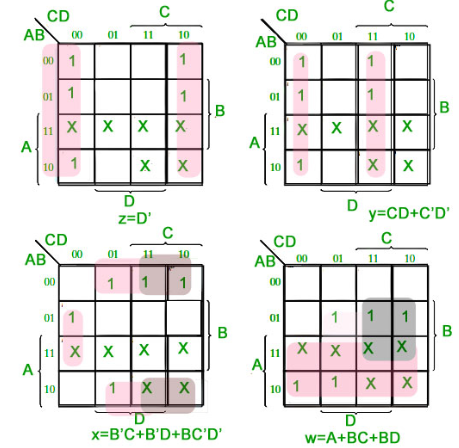 C
CD
AB 00 01 11 10
00 1 1
01 1 1
B
A
11 X X X X
10 1 X X
D
z=D'
C
CD
AB 00 01 11 10
00 1 1
01 1 1
B
A
11 X X X X
10 1 X X
D
y=CD+C'D'
C
CD
AB 00 01 11 10
00 1 1 1
01 1
B
A
11 X X X X
10 1 X X
D
x=B'C+B'D+BC'D'
C
CD
AB 00 01 11 10
00
01 1 1 1
B
A
11 X X X X
10 1 1 X X
D
w=A+BC+BD